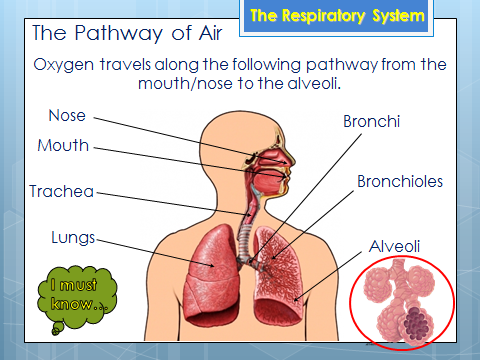 The Respiratory System
The Pathway of Air
Oxygen travels along the following pathway from the
mouth/nose to the alveoli.
Nose
Mouth
Trachea
Lungs
Bronchi
Bronchioles
Alveoli
I must
know...